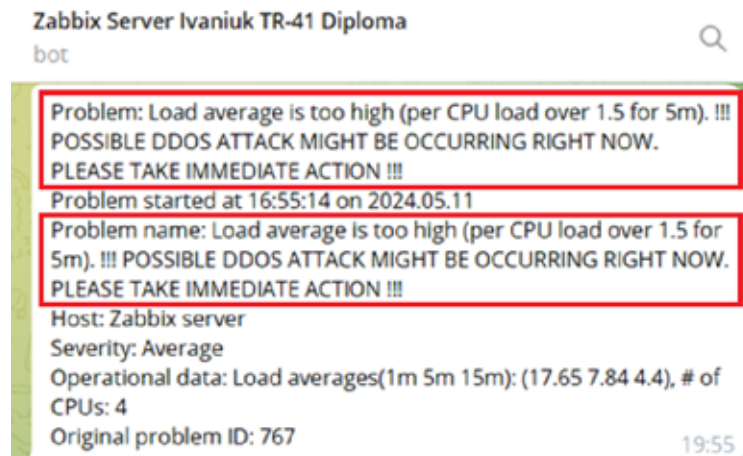 Zabbix Server Ivaniuk TR-41 Diploma
bot
Problem: Load average is too high (per CPU load over 1.5 for 5m). !!!
POSSIBLE DDOS ATTACK MIGHT BE OCCURRING RIGHT NOW.
PLEASE TAKE IMMEDIATE ACTION !!!
Problem started at 16:55:14 on 2024.05.11
Problem name: Load average is too high (per CPU load over 1.5 for
5m). !!! POSSIBLE DDOS ATTACK MIGHT BE OCCURRING RIGHT NOW.
PLEASE TAKE IMMEDIATE ACTION !!!
Host: Zabbix server
Severity: Average
Operational data: Load averages(1m 5m 15m): (17.65 7.84 4.4), # of
CPUs: 4
Original problem ID: 767
19:55